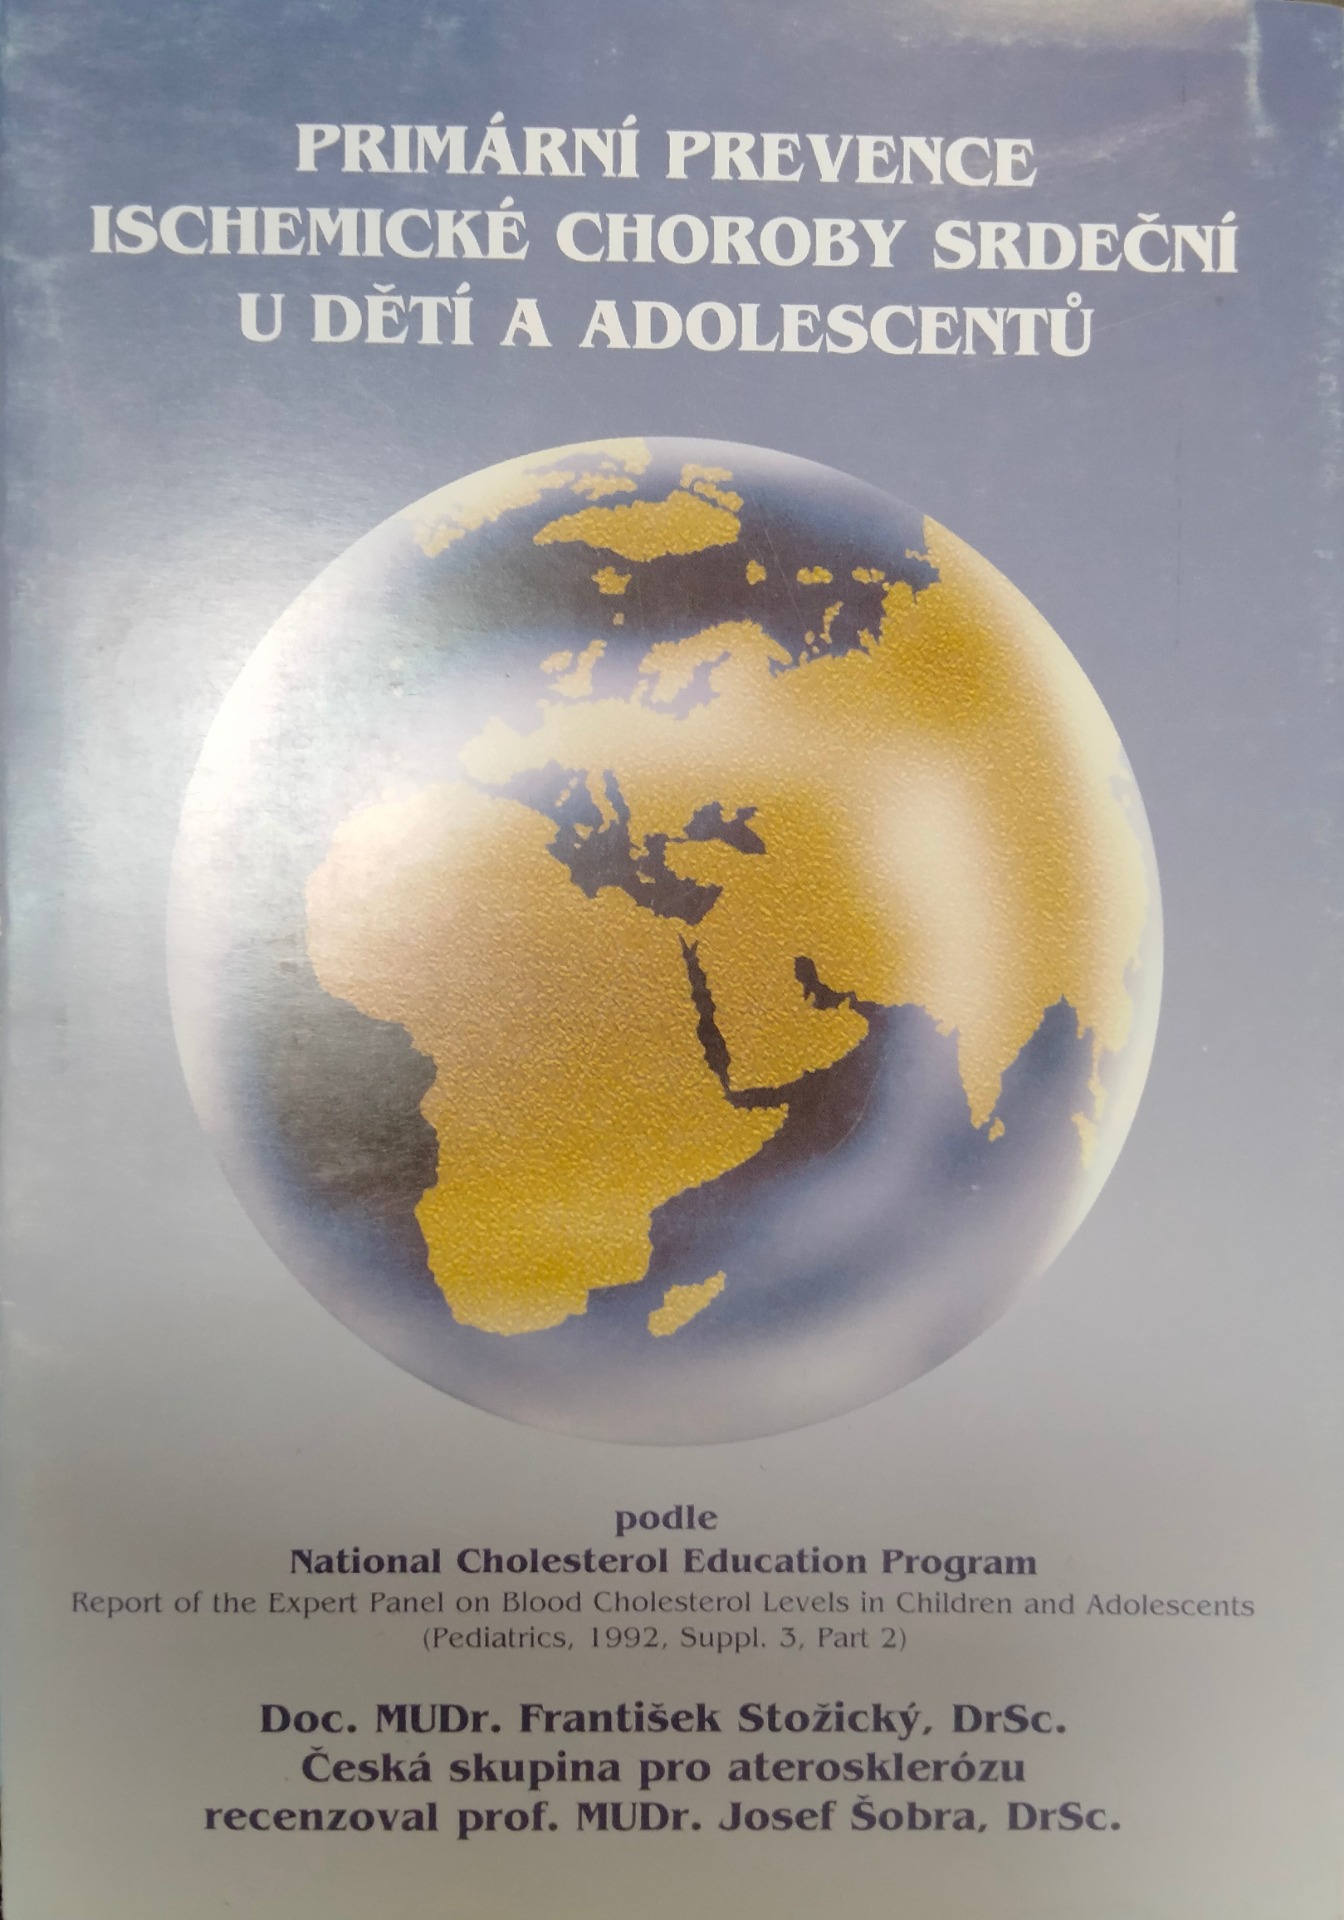 PRIMÁRNÍ PREVENCE
ISCHEMICKÉ CHOROBY SRDEČNÍ
U DĚTÍ A ADOLESCENTŮ
podle
National Cholesterol Education Program
Report of the Expert Panel on Blood Cholesterol Levels in Children and Adolescents
(Pediatrics, 1992, Suppl. 3, Part 2)
Doc. MUDr. František Stožický, DrSc.
Česká skupina pro aterosklerózu
recenzoval prof. MUDr. Josef Šobra, DrSc.